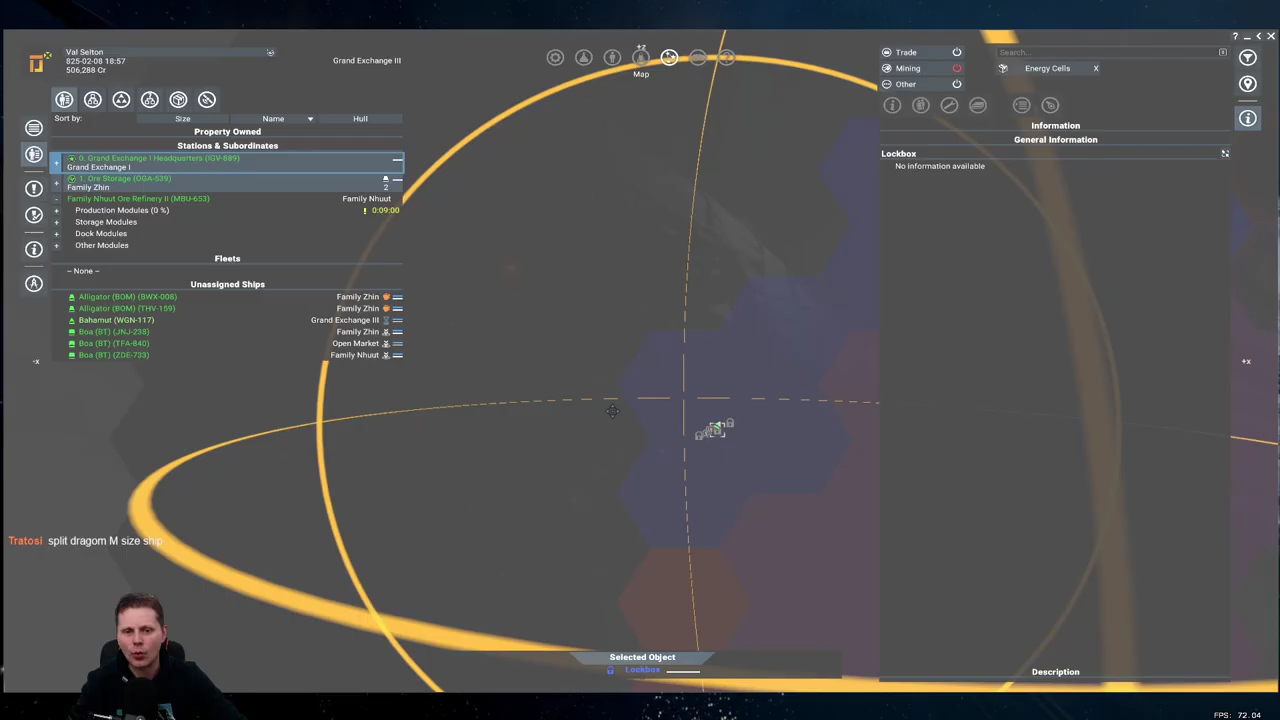 Val Selton
825-02-08 18:57
506,288 Cr
Grand Exchange III
+z
Map
Sort by: Size Name Hull
Property Owned
Stations & Subordinates
0. Grand Exchange I Headquarters (IGV-889)
Grand Exchange I
1. Ore Storage (OGA-539)
Family Zhin 2
Family Nhuut Ore Refinery II (MBU-653) Family Nhuut
Production Modules (0 %) ! 0:09:00
Storage Modules
Dock Modules
Other Modules
Fleets
– None –
Unassigned Ships
Alligator (BOM) (BWX-008) Family Zhin
Alligator (BOM) (THV-159) Family Zhin
Bahamut (WGN-117) Grand Exchange III
Boa (BT) (JNJ-238) Family Zhin
Boa (BT) (TFA-840) Open Market
Boa (BT) (ZDE-733) Family Nhuut
-x
+x
Trade
Mining
Other
Search...
Energy Cells X
Information
General Information
Lockbox
No information available
Description
Tratosi split dragom M size ship
Selected Object
Lockbox
FPS: 72.04